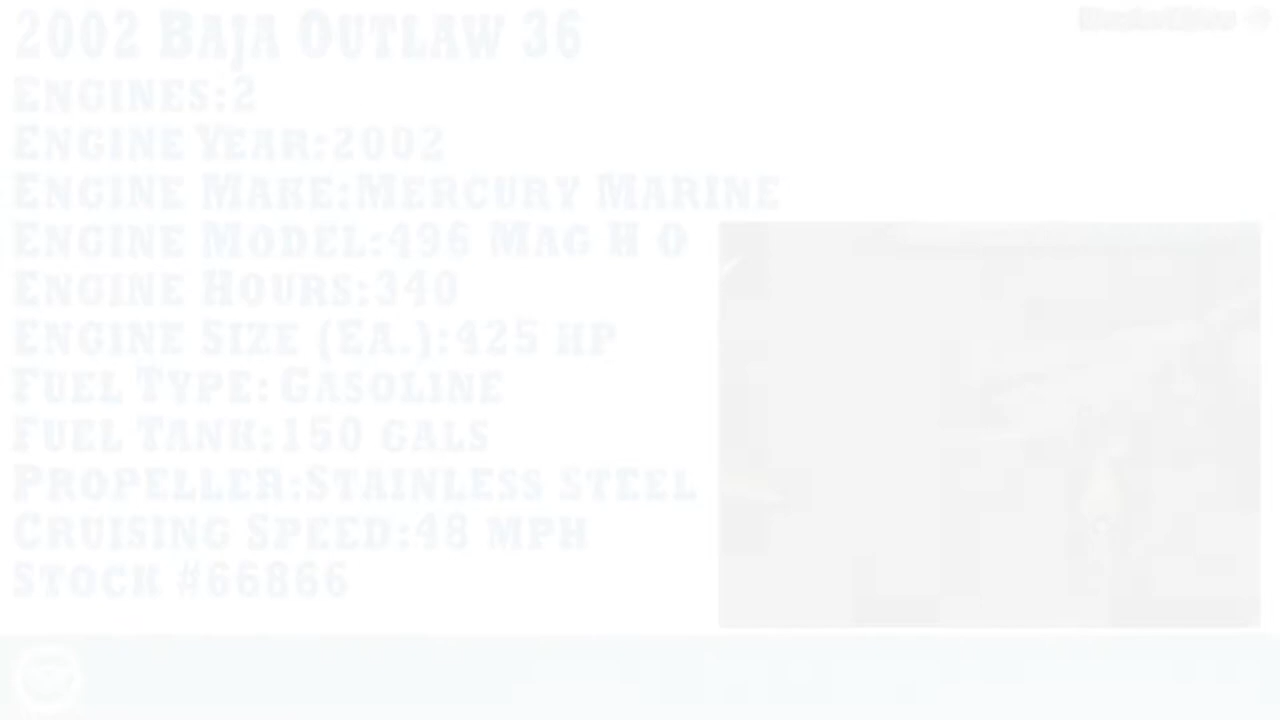 2002 Baja Outlaw 36
Engines:2
Engine Year:2002
Engine Make:Mercury Marine
Engine Model:496 Mag H O
Engine Hours:340
Engine Size (Ea.):425 hp
Fuel Type: Gasoline
Fuel Tank:150 gals
Propeller:Stainless Steel
Cruising Speed:48 mph
Stock #66866